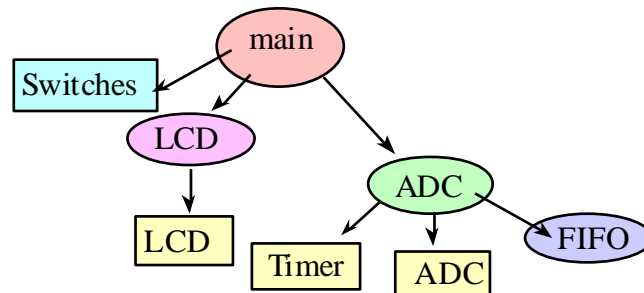 main
Switches
LCD
ADC
LCD
Timer
ADC
FIFO